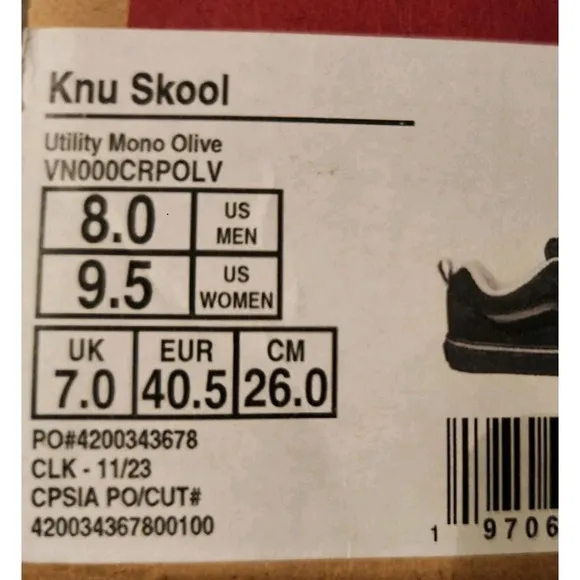 Knu Skool
Utility Mono Olive
VN000CRPOLV
8.0 US MEN
9.5 US WOMEN
UK EUR CM
7.0 40.5 26.0
PO#4200343678
CLK - 11/23
CPSIA PO/CUT#
420034367800100
1 9706